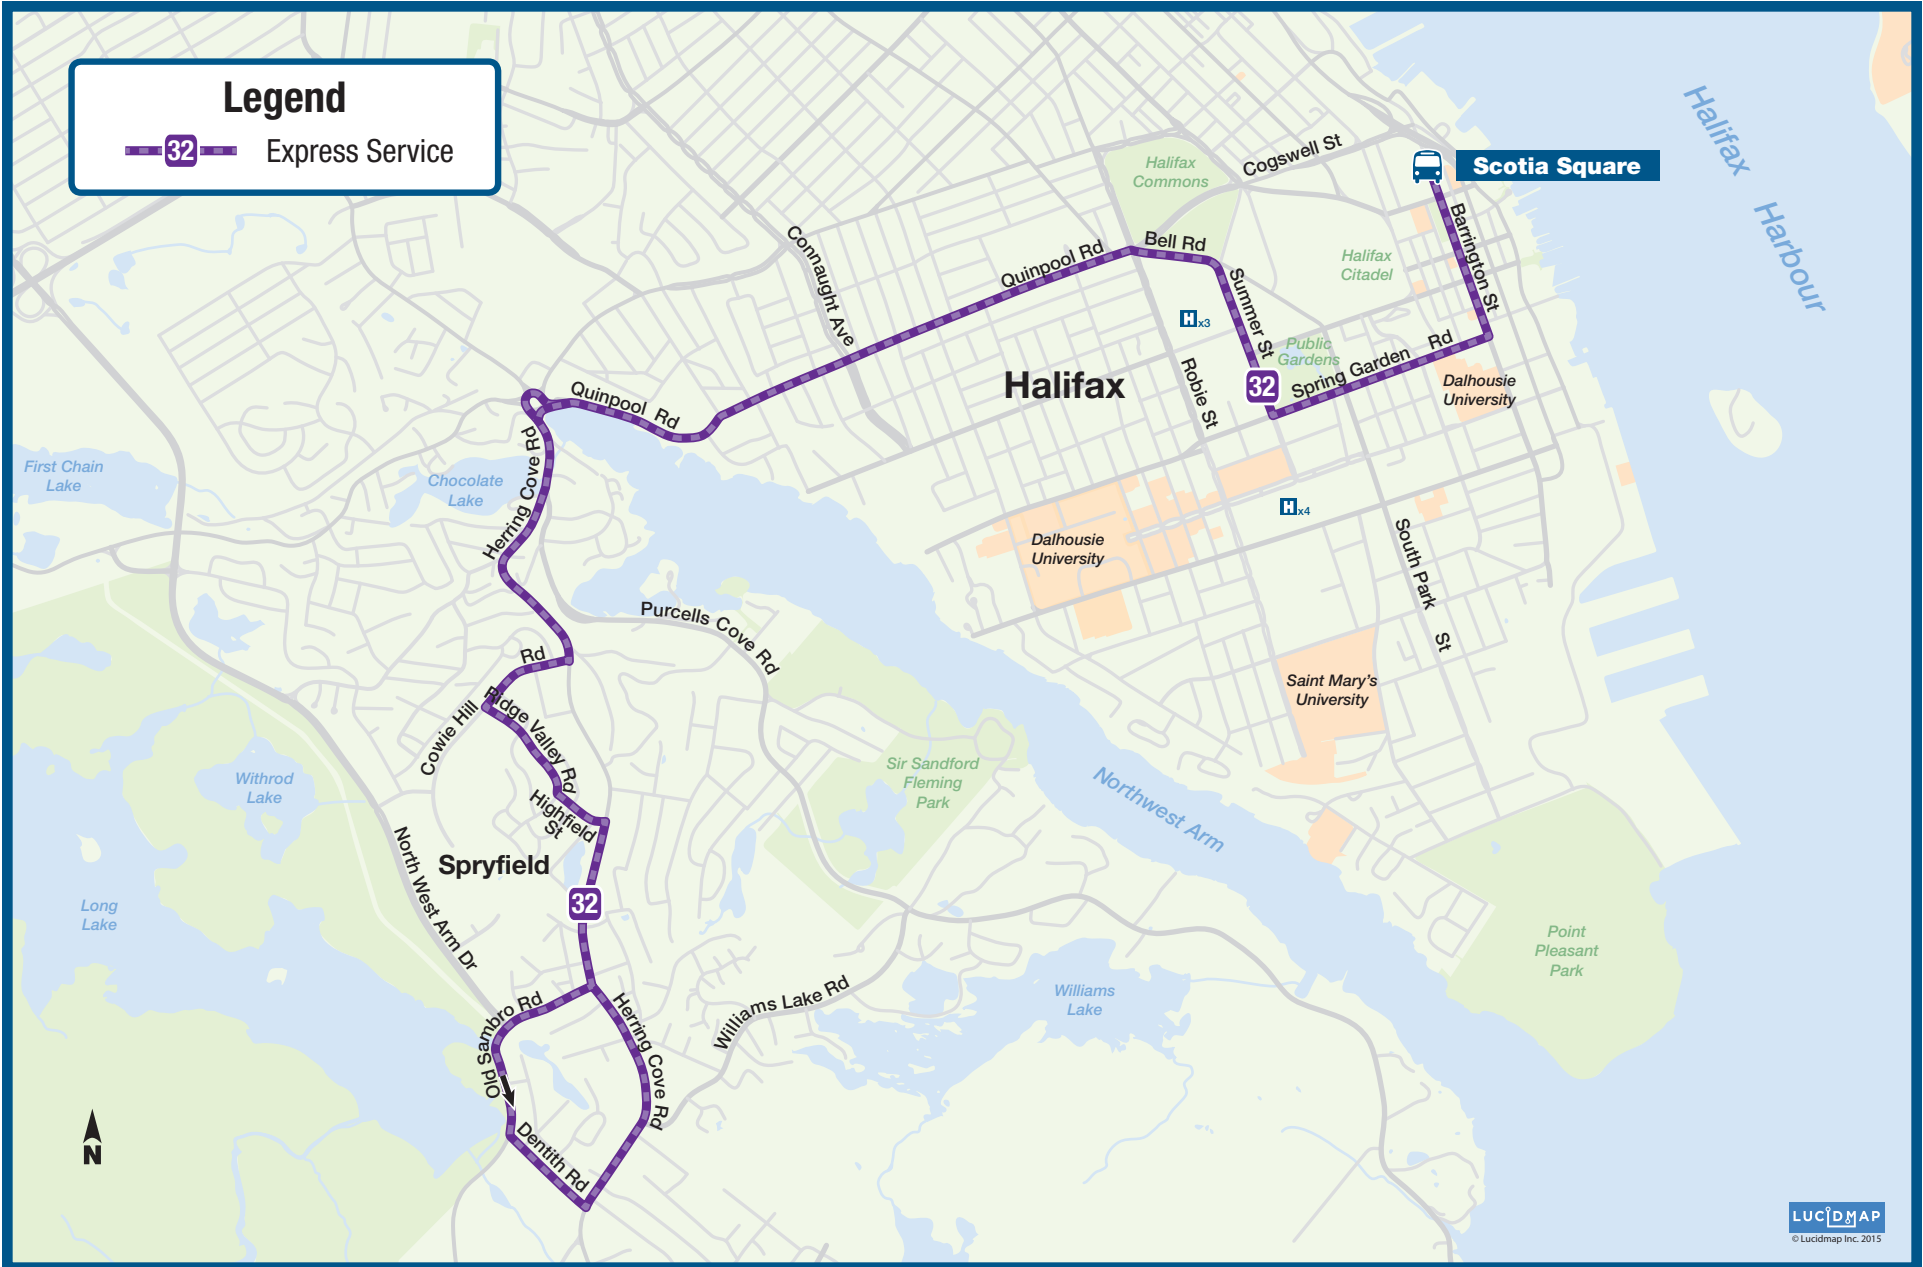 Legend
32 Express Service
Halifax
Harbour
Cogswell St
Scotia Square
Halifax
Commons
Barrington St
Connaught Ave
Quinpool Rd
Bell Rd
Halifax
Citadel
Summer St
H x3
Public
Gardens
Spring Garden Rd
Halifax
Robie St
32
Dalhousie
University
Quinpool Rd
Herring Cove Rd
First Chain
Lake
Chocolate
Lake
H x4
Dalhousie
University
South Park St
Purcells Cove Rd
Cowie Hill Rd
Ridge Valley Rd
Saint Mary's
University
Highfield
St
Sir Sandford
Fleming
Park
Northwest Arm
Withrod
Lake
North West Arm Dr
Spryfield
32
Long
Lake
Point
Pleasant
Park
Williams Lake Rd
Williams
Lake
Old Sambro Rd
Herring Cove Rd
Dentith Rd
N
LUCIDMAP
© Lucidmap Inc. 2015